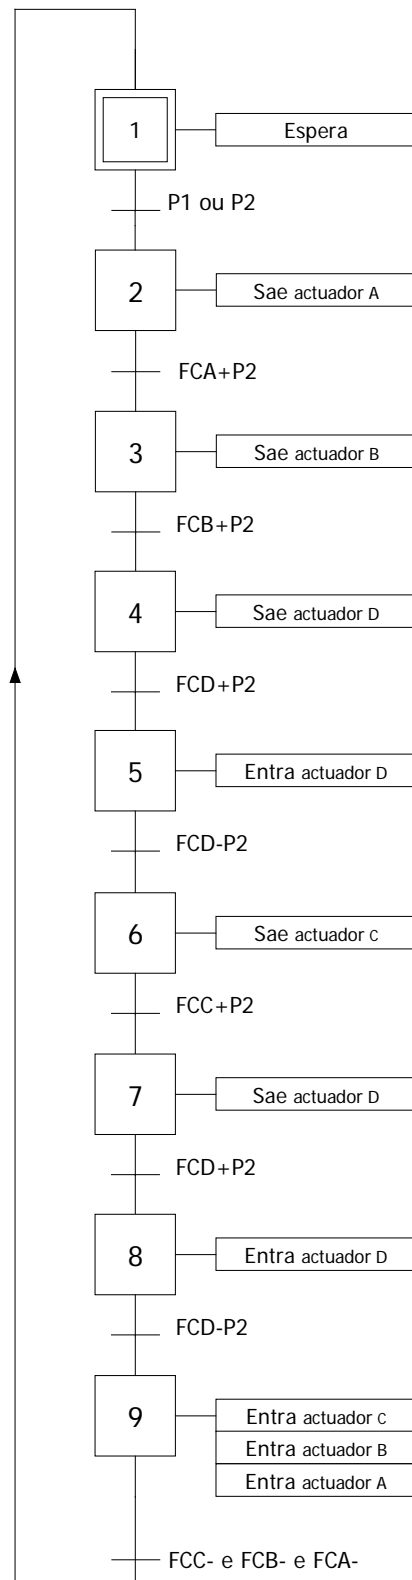 1
Espera
P1 ou P2
2
Sae actuador A
FCA+P2
3
Sae actuador B
FCB+P2
4
Sae actuador D
FCD+P2
5
Entra actuador D
FCD-P2
6
Sae actuador C
FCC+P2
7
Sae actuador D
FCD+P2
8
Entra actuador D
FCD-P2
9
Entra actuador C
Entra actuador B
Entra actuador A
FCC- e FCB- e FCA-